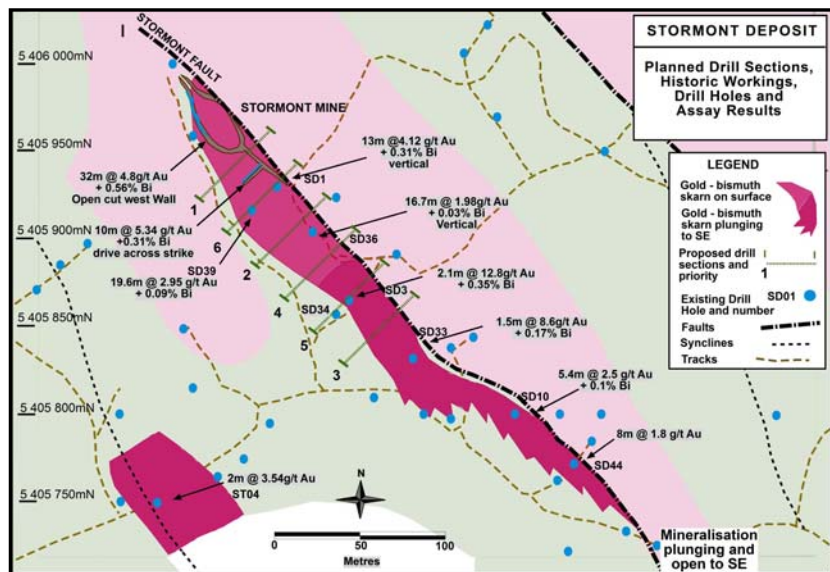 STORMONT DEPOSIT
Planned Drill Sections,
Historic Workings,
Drill Holes and
Assay Results
LEGEND
Gold - bismuth
skarn on surface
Gold - bismuth
skarn plunging
to SE
Proposed drill
sections and
priority
1
Existing Drill
Hole and number
SD01
Faults
Synclines
Tracks
5 406 000mN
5 405 950mN
5 405 900mN
5 405 850mN
5 405 800mN
5 405 750mN
STORMONT FAULT
STORMONT MINE
32m @ 4.8g/t Au
+ 0.56% Bi
Open cut west Wall
13m @4.12 g/t Au
+ 0.31% Bi
vertical
SD1
16.7m @ 1.98g/t Au
+ 0.03% Bi
Vertical,
SD36
10m @ 5.34 g/t Au
+0.31% Bi
drive across strike
SD39
19.6m @ 2.95 g/t Au
+ 0.09% Bi
2.1m @ 12.8g/t Au
+ 0.35% Bi
SD3
SD34
1.5m @ 8.6g/t Au
+ 0.17% Bi
SD33
5.4m @ 2.5 g/t Au
+ 0.1% Bi
SD10
8m @ 1.8 g/t Au
SD44
2m @ 3.54g/t Au
ST04
1
6
2
4
5
3
N
0
50
100
Metres
Mineralisation
plunging and
open to SE